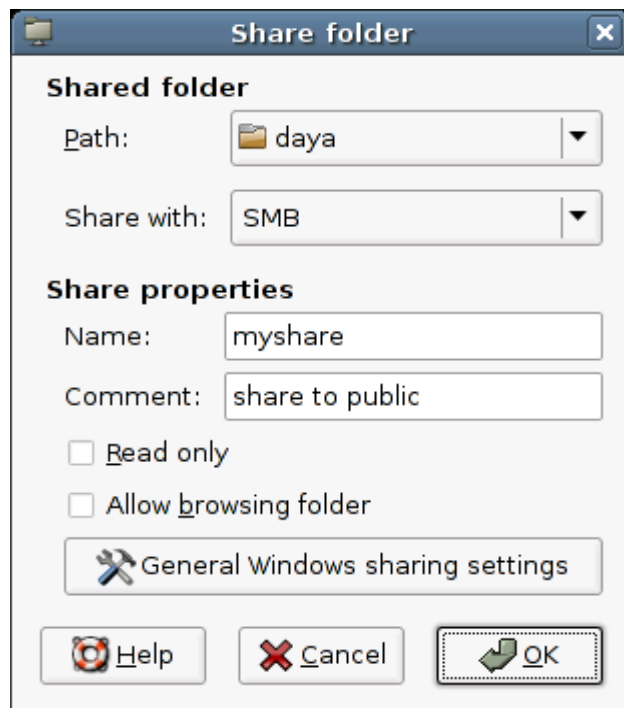 Share folder
Shared folder
Path: daya
Share with: SMB
Share properties
Name: myshare
Comment: share to public
Read only
Allow browsing folder
General Windows sharing settings
Help Cancel OK